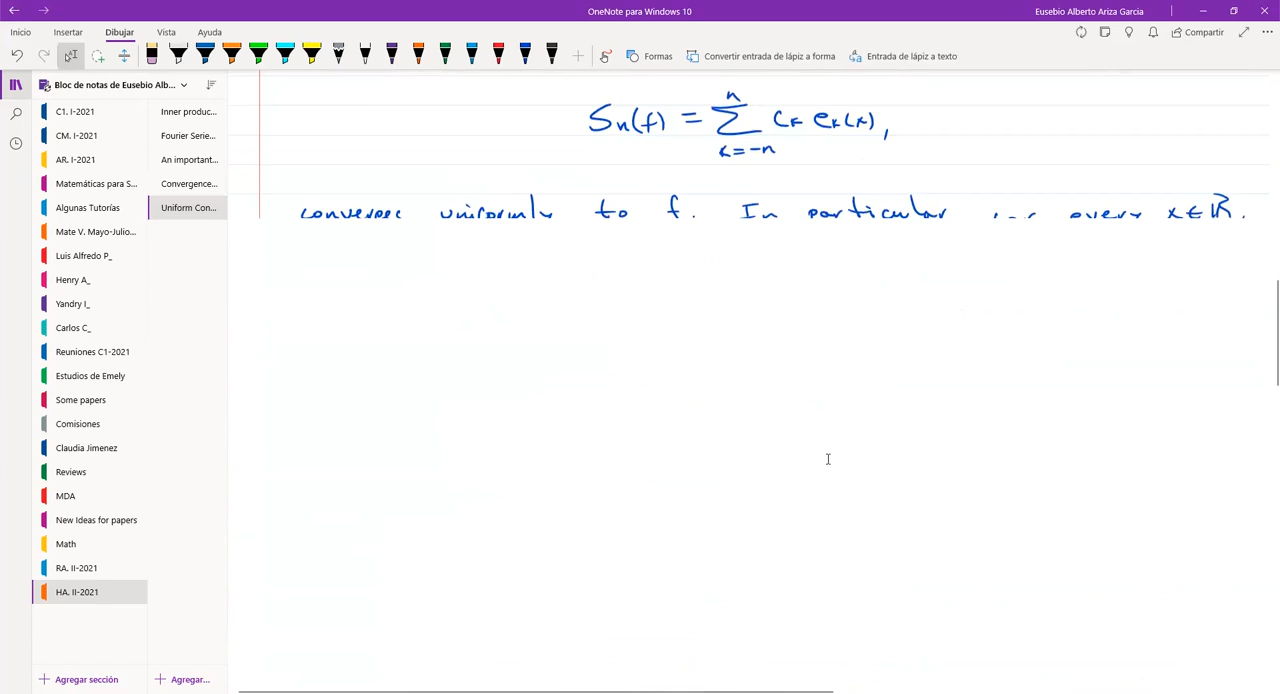 OneNote para Windows 10
Eusebio Alberto Ariza Garcia
Inicio
Insertar
Dibujar
Vista
Ayuda
Compartir
Formas
Convertir entrada de lápiz a forma
Entrada de lápiz a texto
Bloc de notas de Eusebio Alb...
C1. I-2021
CM. I-2021
AR. I-2021
Matemáticas para S...
Algunas Tutorías
Mate V. Mayo-Julio...
Luis Alfredo P_
Henry A_
Yandry I_
Carlos C_
Reuniones C1-2021
Estudios de Emely
Some papers
Comisiones
Claudia Jimenez
Reviews
MDA
New Ideas for papers
Math
RA. II-2021
HA. II-2021
Agregar sección
Inner produc...
Fourier Serie...
An important...
Convergence...
Uniform Con...
Agregar...
Sn(f) = ∑ₖ₌₋ₙⁿ cₖ eₖ(x),
converges uniformly to f. In particular every x ∈ ℝ.